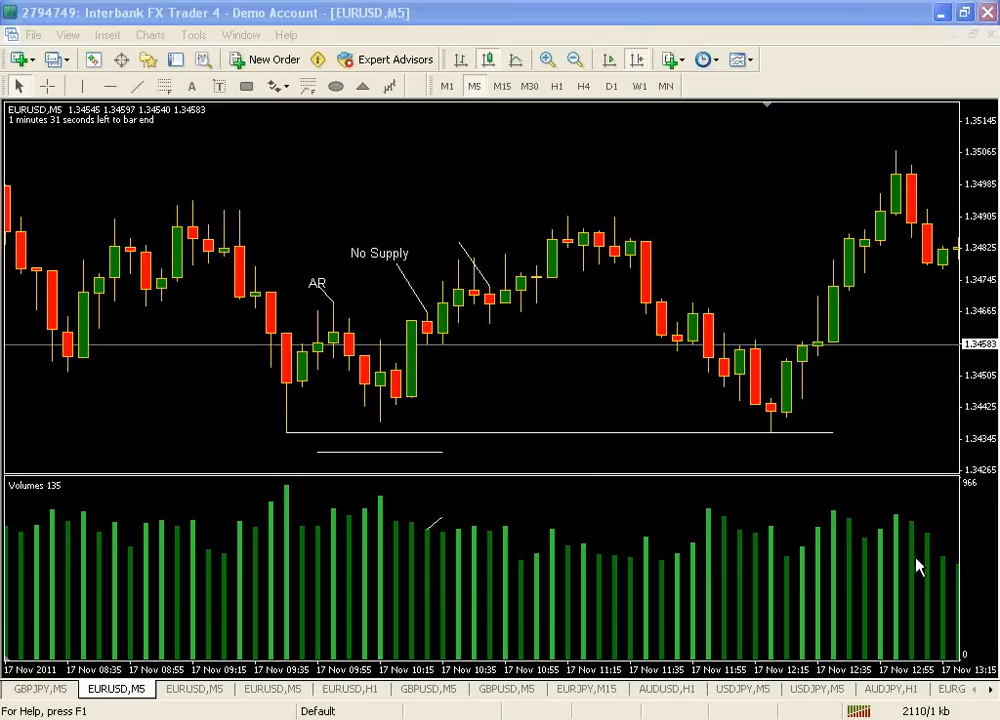 2794749: Interbank FX Trader 4 - Demo Account - [EURUSD,M5]
File View Insert Charts Tools Window Help
New Order Expert Advisors
A T M1 M5 M15 M30 H1 H4 D1 W1 MN
EURUSD,M5 1.34545 1.34597 1.34540 1.34583
1 minutes 31 seconds left to bar end
1.35145
1.35065
1.34985
1.34905
1.34825
1.34745
1.34665
1.34583
1.34505
1.34425
1.34345
1.34265
No Supply
AR
Volumes 135
966
0
17 Nov 2011 17 Nov 08:35 17 Nov 08:55 17 Nov 09:15 17 Nov 09:35 17 Nov 09:55 17 Nov 10:15 17 Nov 10:35 17 Nov 10:55 17 Nov 11:15 17 Nov 11:35 17 Nov 11:55 17 Nov 12:15 17 Nov 12:35 17 Nov 12:55 17 Nov 13:15
GBPJPY,M5 EURUSD,M5 EURUSD,M5 EURUSD,M5 EURUSD,H1 GBPUSD,M5 GBPUSD,M5 EURJPY,M15 AUDUSD,H1 USDJPY,M5 USDJPY,M5 AUDJPY,H1 EURG
For Help, press F1 Default 2110/1 kb